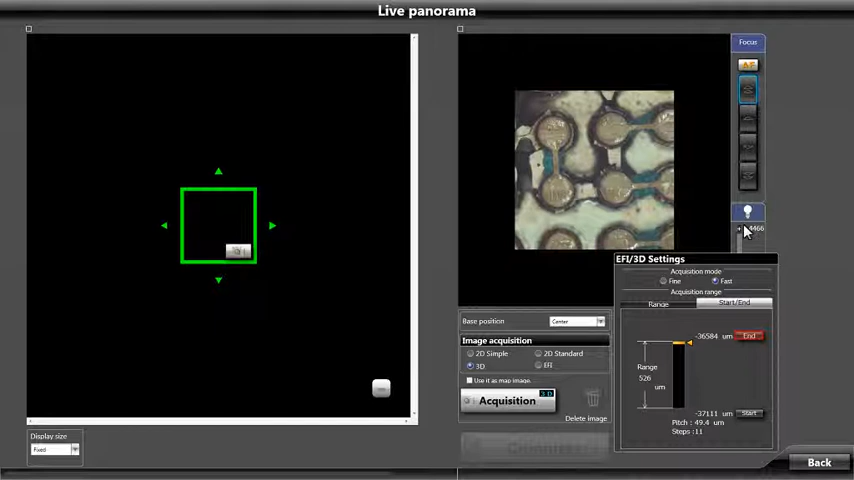 Live panorama
Focus
AF
4466
EFI/3D Settings
Acquisition mode
Fine
Fast
Acquisition range
Range
Start/End
-36584 um
End
Range
526
um
-37111 um
Start
Pitch : 49.4 um
Steps :11
Base position
Center
Image acquisition
2D Simple
2D Standard
3D
EFI
Use it as map image.
Acquisition
3D
Delete image
Display size
Fixed
Back